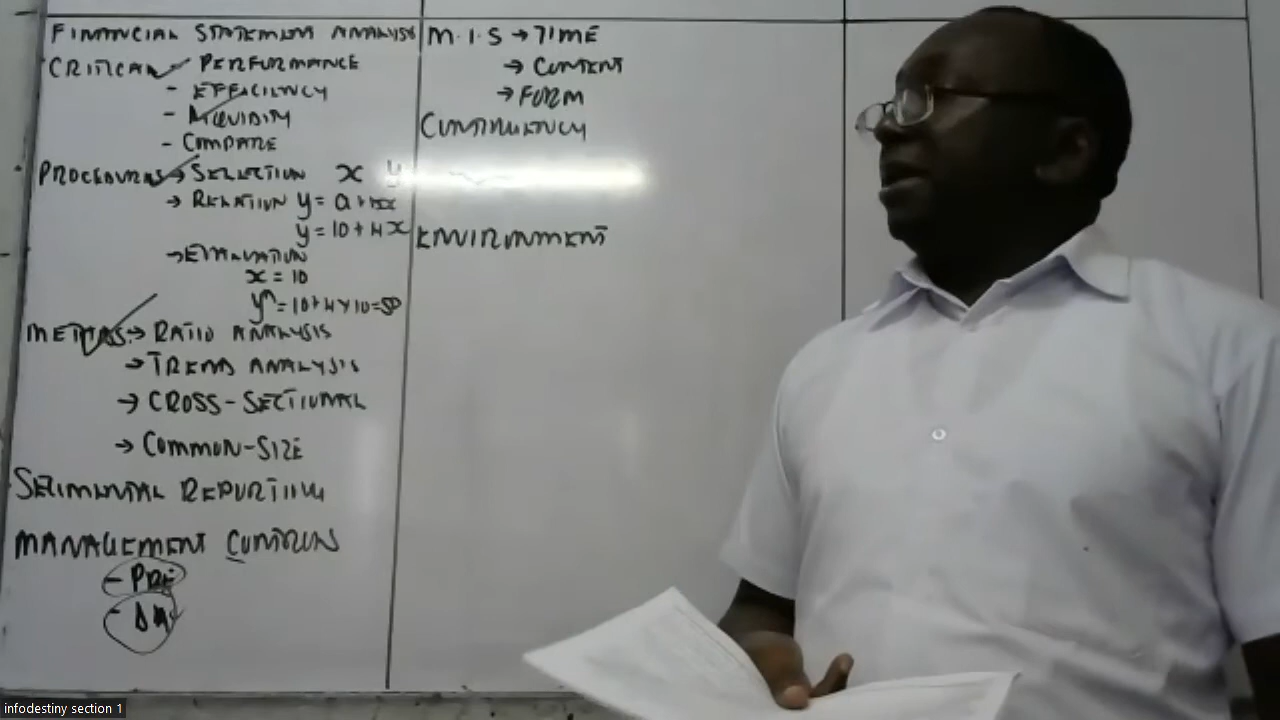 FINANCIAL STATEMENT ANALYSIS
CRITICAL - PERFORMANCE
- EFFICIENCY
- LIQUIDITY
- COMPARE
PROCEDURES → SELECTION x y
→ RELATION y = a + bx
y = 10 + 4x
→ EVALUATION
x = 10
y = 10 + 4 x 10 = 50
METHODS → RATIO ANALYSIS
→ TREND ANALYSIS
→ CROSS-SECTIONAL
→ COMMON-SIZE
SEGMENTAL REPORTING
MANAGEMENT CONTROL
- PRE
M.I.S → TIME
→ CONTENT
→ FORM
CONTINGENCY
ENVIRONMENT
infodestiny section 1